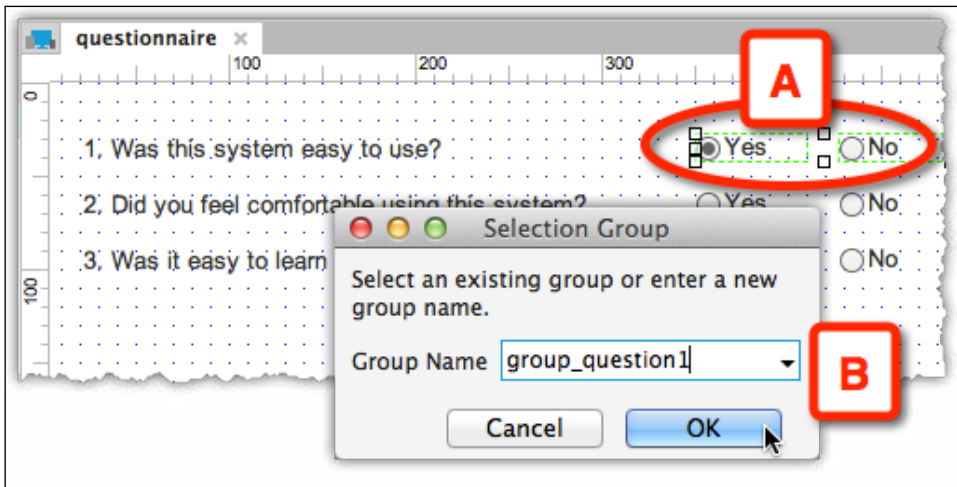 questionnaire ×
100 200 300
0
A
1, Was this system easy to use? Yes No
2, Did you feel comfortable using this system? Yes No
Selection Group
3, Was it easy to learn No
100
Select an existing group or enter a new
group name.
Group Name group_question1
B
Cancel OK